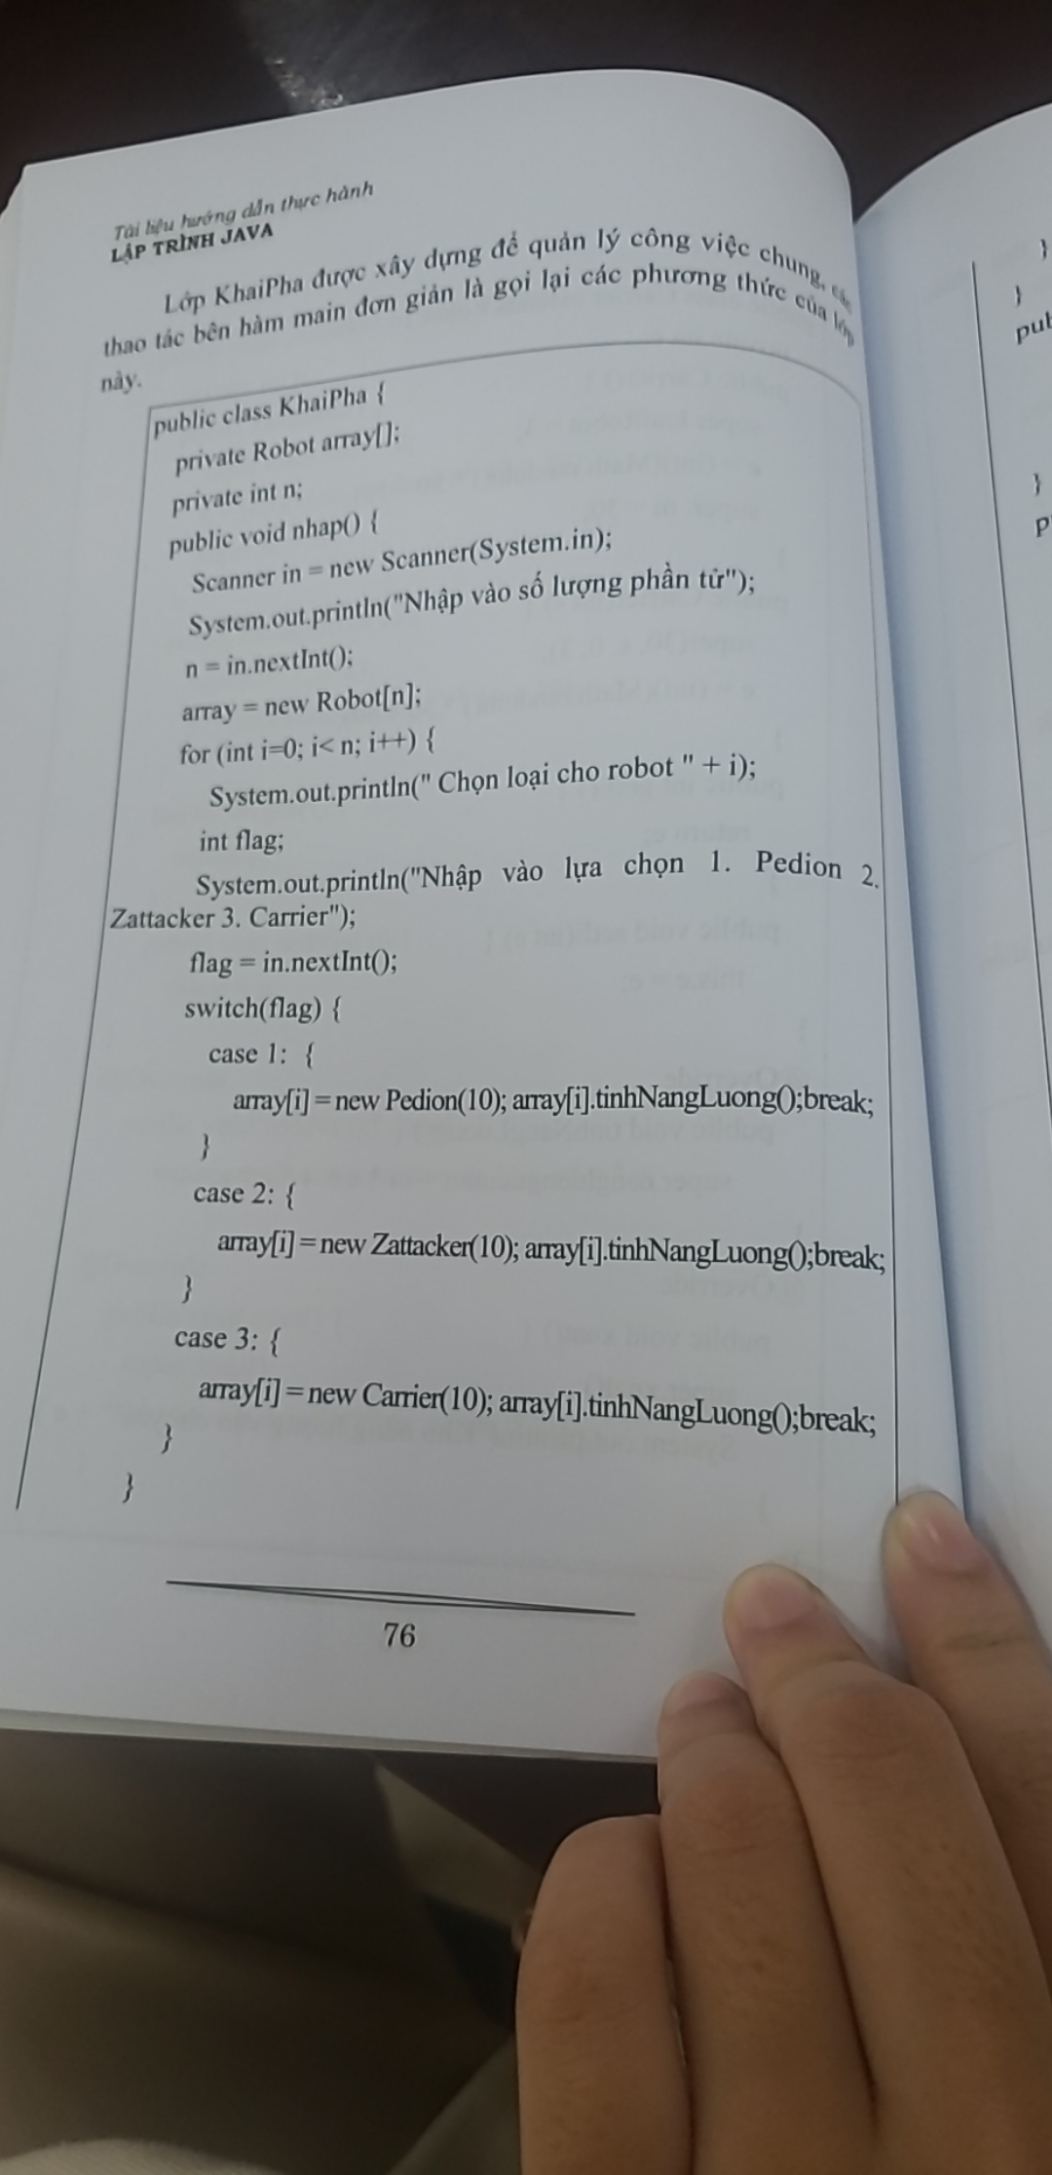 Tài liệu hướng dẫn thực hành
LẬP TRÌNH JAVA
Lớp KhaiPha được xây dựng để quản lý công việc chung, các
thao tác bên hàm main đơn giản là gọi lại các phương thức của lớp
này.
public class KhaiPha {
private Robot array[];
private int n;
public void nhap() {
Scanner in = new Scanner(System.in);
System.out.println("Nhập vào số lượng phần tử");
n = in.nextInt();
array = new Robot[n];
for (int i=0; i< n; i++) {
System.out.println(" Chọn loại cho robot " + i);
int flag;
System.out.println("Nhập vào lựa chọn 1. Pedion 2.
Zattacker 3. Carrier");
flag = in.nextInt();
switch(flag) {
case 1: {
array[i] = new Pedion(10); array[i].tinhNangLuong();break;
}
case 2: {
array[i] = new Zattacker(10); array[i].tinhNangLuong();break;
}
case 3: {
array[i] = new Carrier(10); array[i].tinhNangLuong();break;
}
}
76
}
}
}